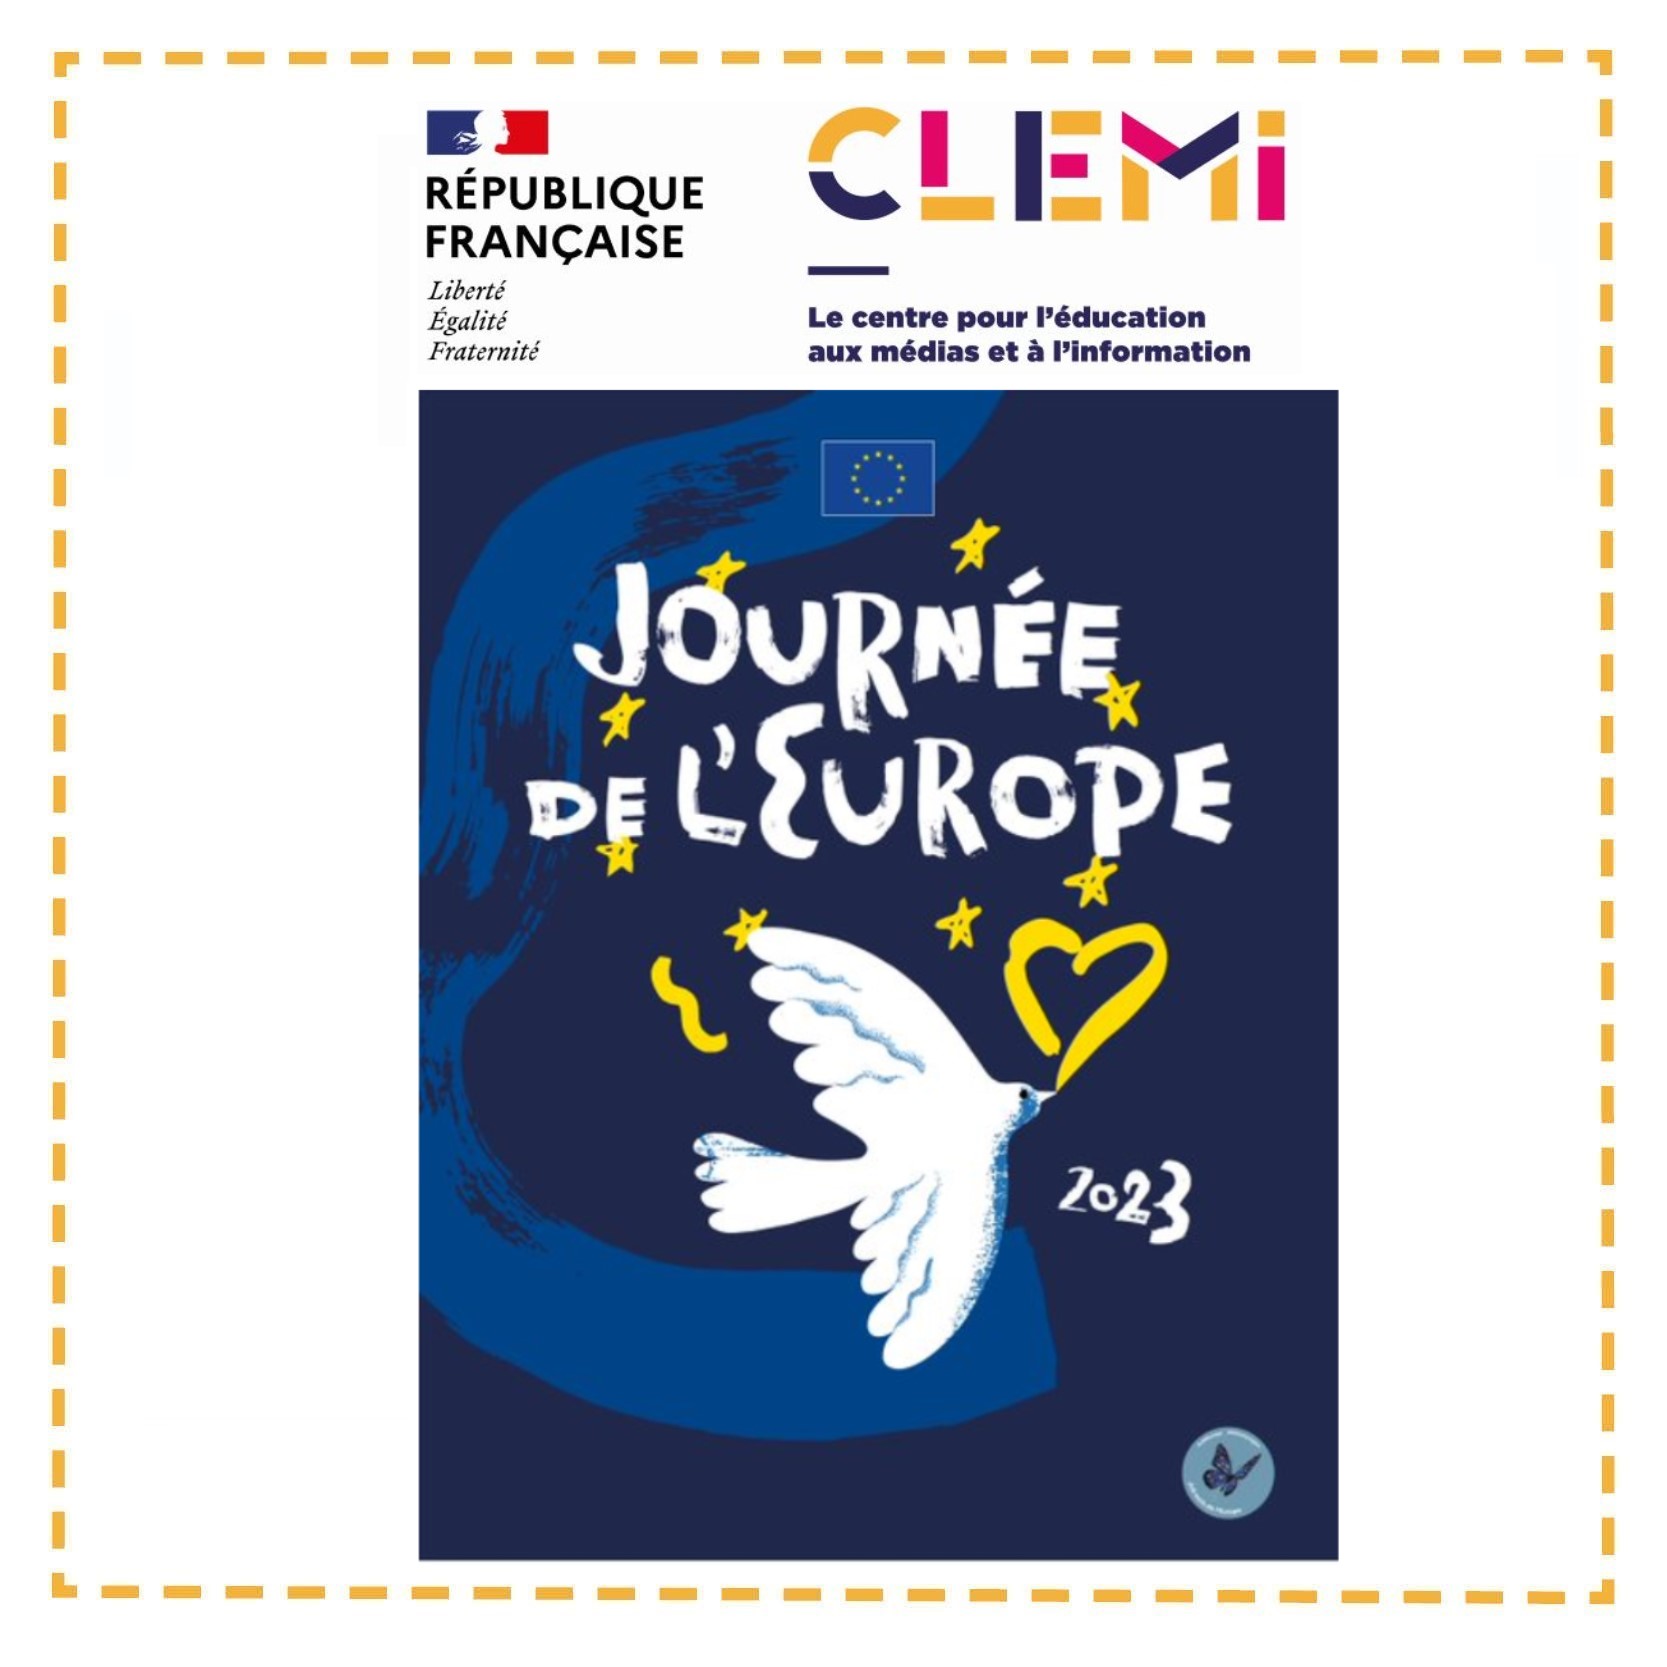 RÉPUBLIQUE
FRANÇAISE
Liberté
Égalité
Fraternité
CLEMi
Le centre pour l'éducation
aux médias et à l'information
JOURNÉE
DE L'EUROPE
2023